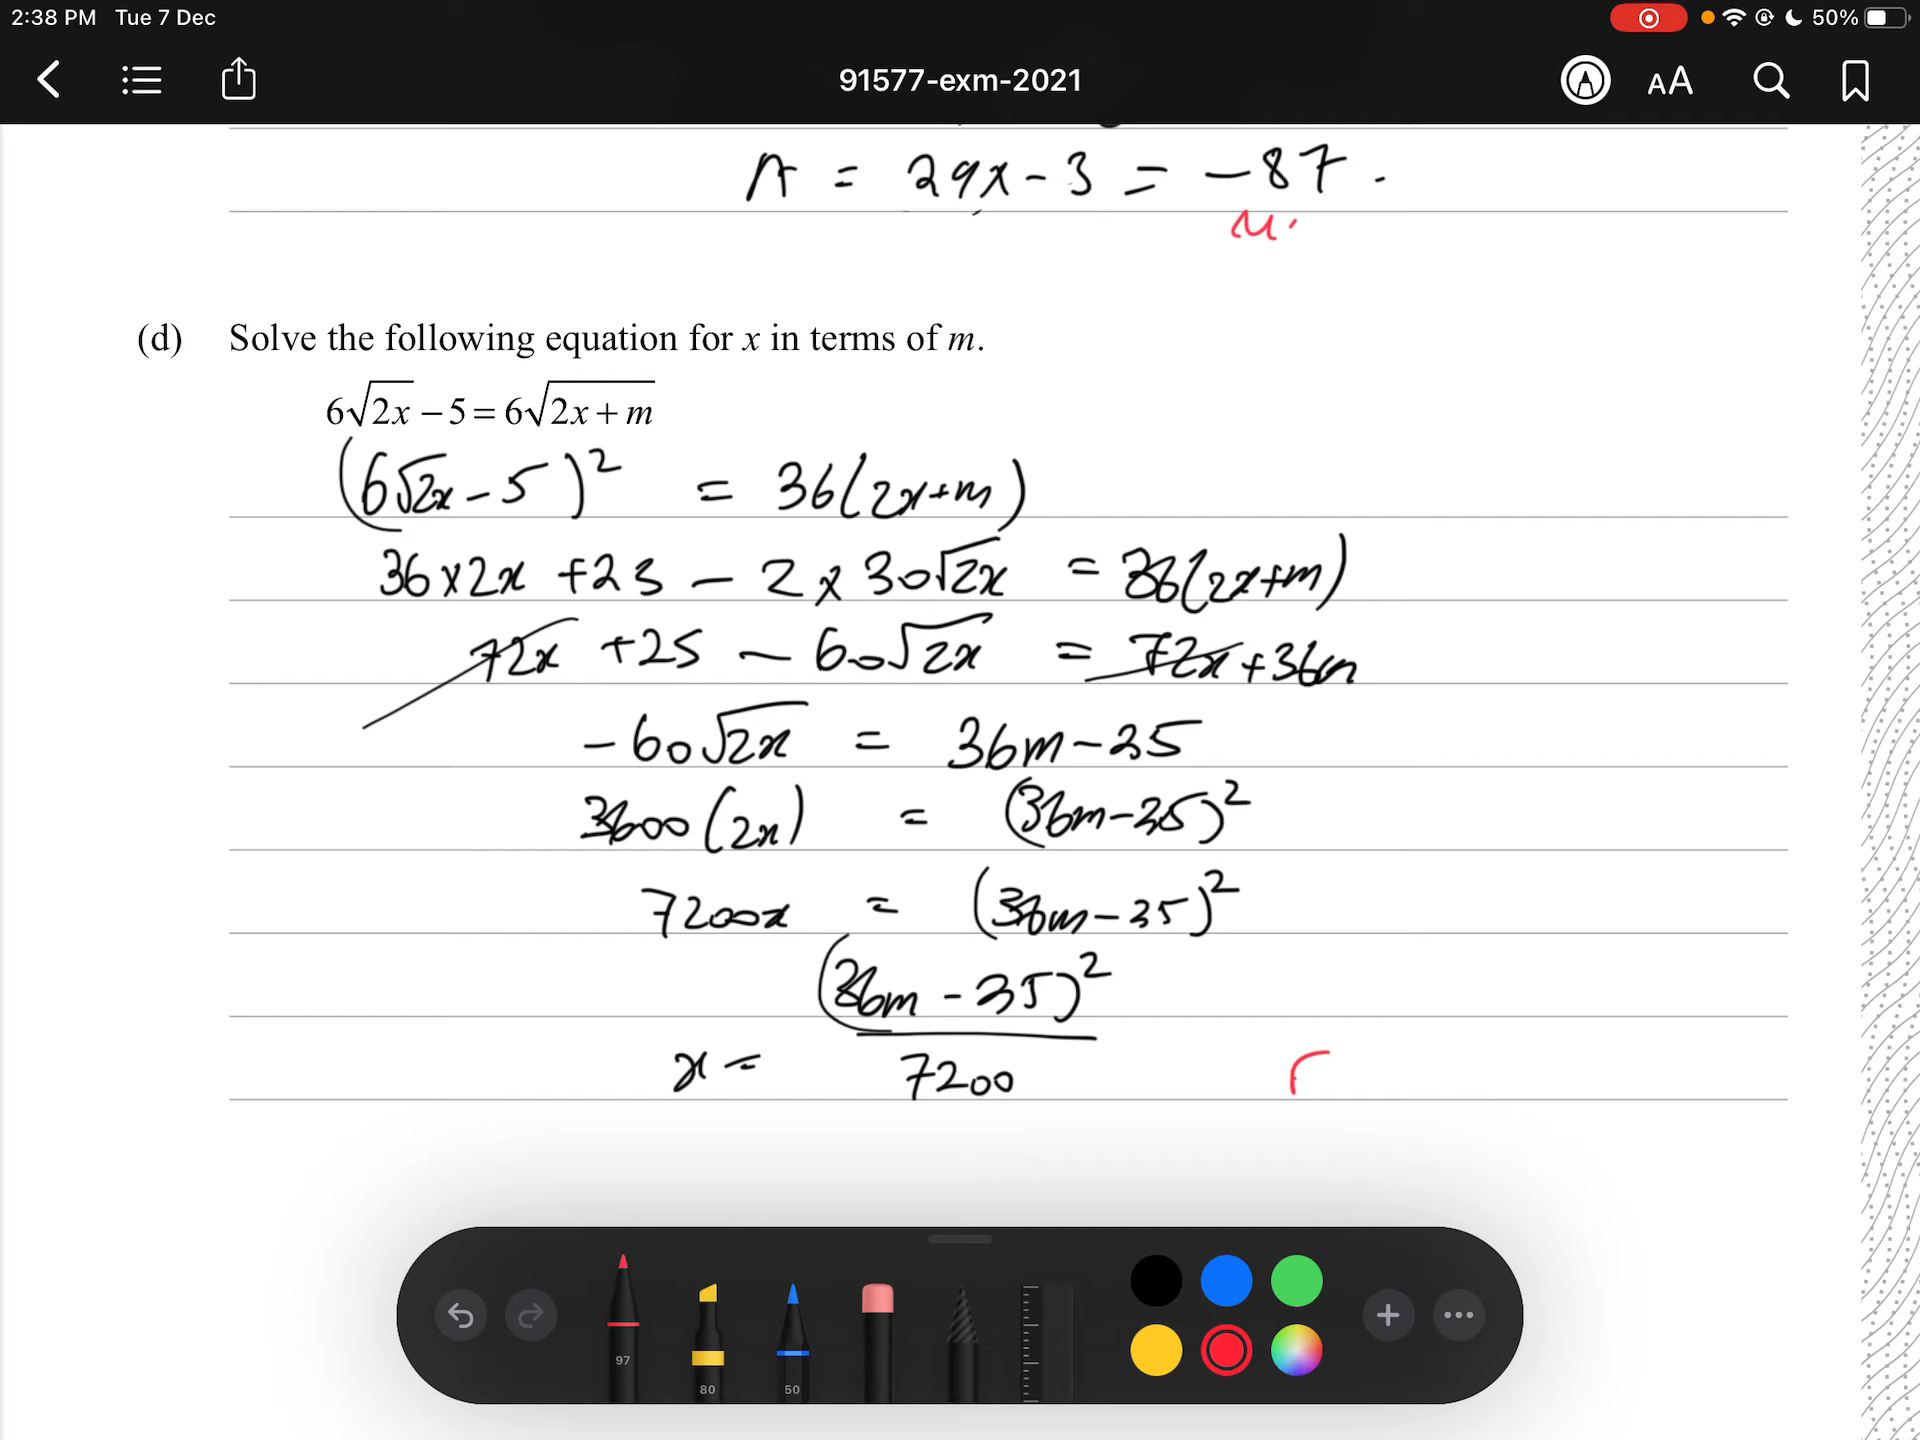 2:38 PM Tue 7 Dec 50%
91577-exm-2021
AA
A = 29x-3 = -87.
M.
(d) Solve the following equation for x in terms of m.
6√2x − 5 = 6√2x + m
(6√2x - 5)² = 36(2x+m)
36×2x +25 - 2 × 30√2x = 36(2x+m)
72x +25 - 60√2x = 72x +36m
-60√2x = 36m-25
3600(2x) = (36m-25)²
7200x = (36m-25)²
(36m - 25)²
x = 7200
97 80 50